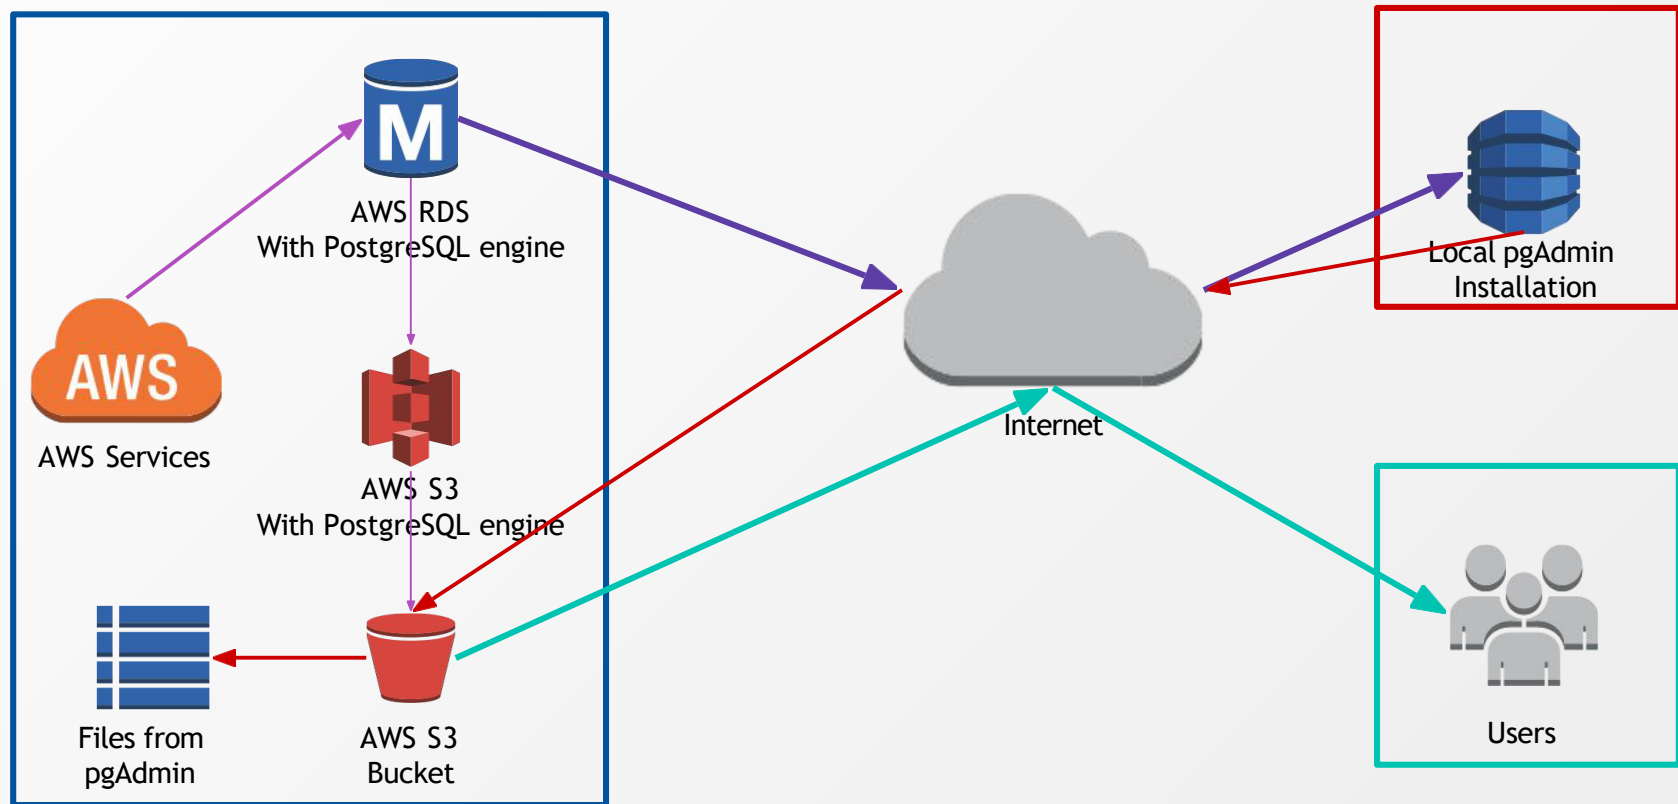 M
AWS RDS
With PostgreSQL engine
AWS
AWS Services
AWS S3
With PostgreSQL engine
Files from
pgAdmin
AWS S3
Bucket
Internet
Local pgAdmin
Installation
Users